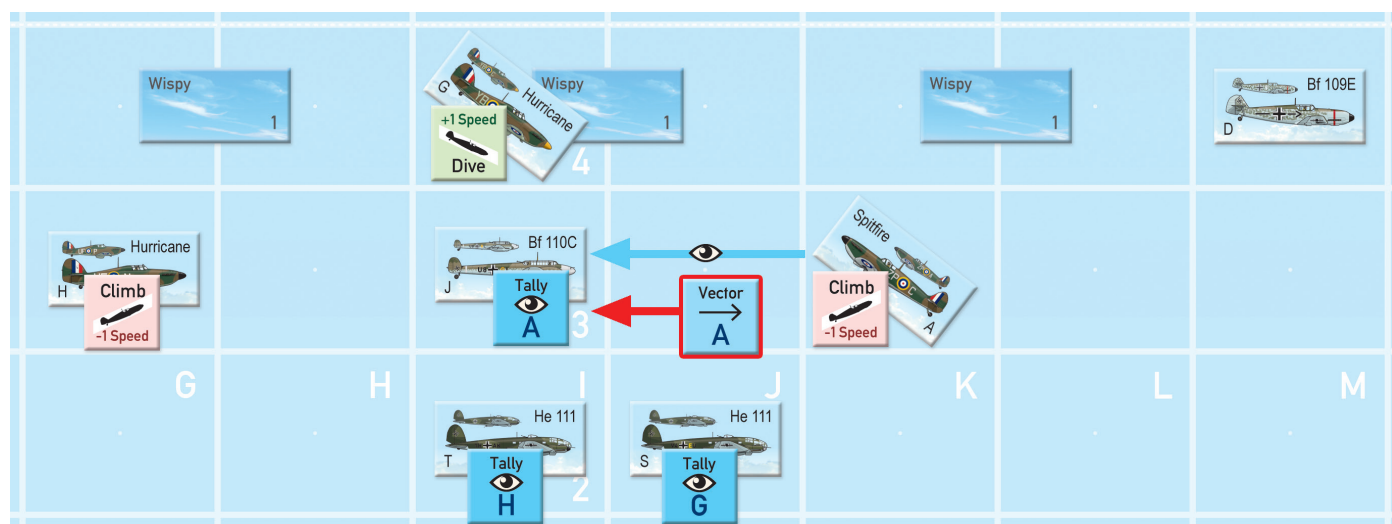 Wispy
1
G
Hurricane
+1 Speed
Dive
Wispy
1
4
Wispy
1
Bf 109E
D
Hurricane
H
Climb
-1 Speed
Bf 110C
J
Tally
A
3
Vector
A
Spitfire
A
Climb
-1 Speed
G
H
I
J
K
L
M
He 111
T
Tally
H
2
He 111
S
Tally
G